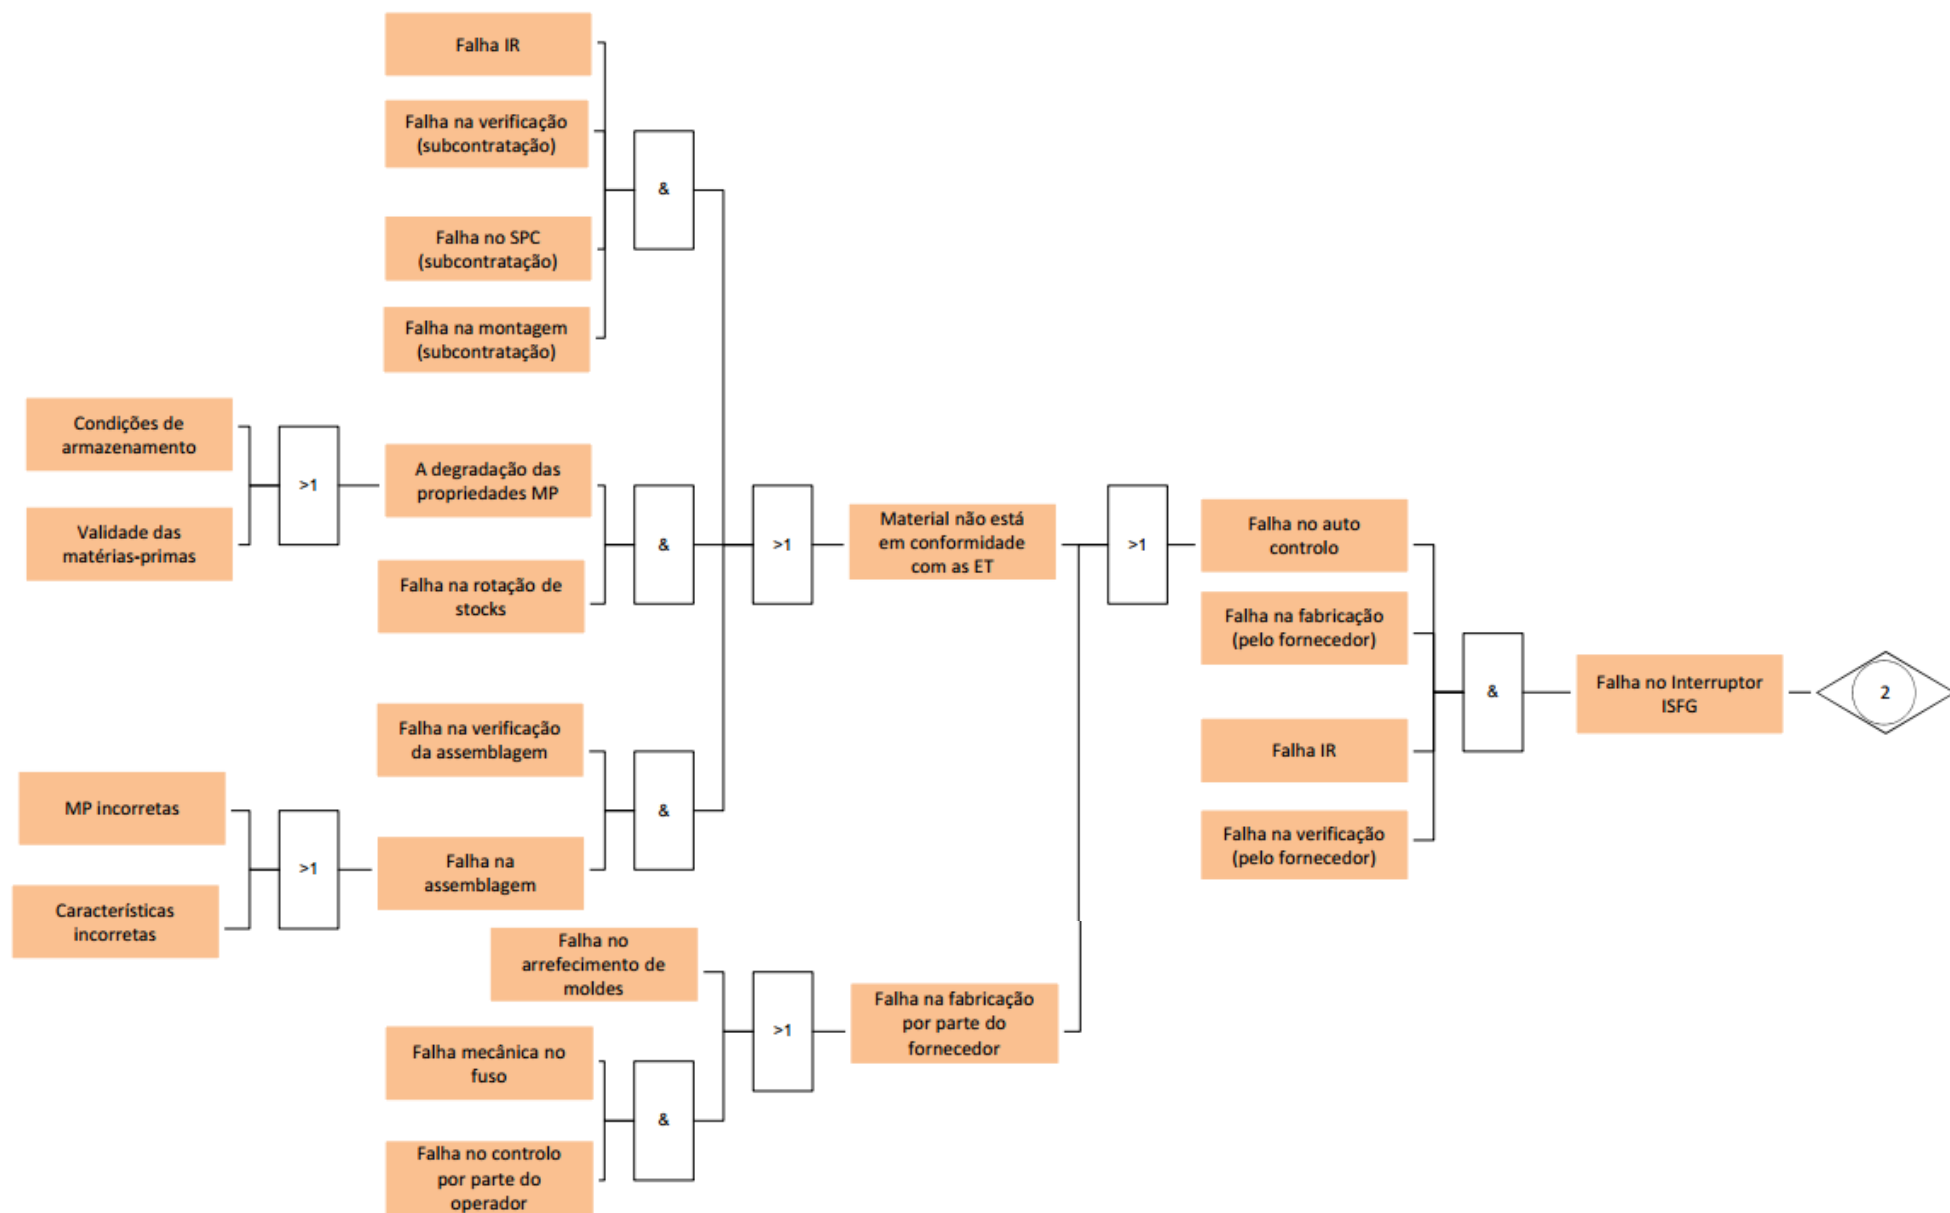 Falha IR
Falha na verificação
(subcontratação)
&
Falha no SPC
(subcontratação)
Falha na montagem
(subcontratação)
Condições de
armazenamento
>1
Validade das
matérias-primas
A degradação das
propriedades MP
&
Falha na rotação de
stocks
>1
Material não está
em conformidade
com as ET
>1
Falha no auto
controlo
Falha na fabricação
(pelo fornecedor)
&
Falha IR
Falha na verificação
(pelo fornecedor)
Falha no Interruptor
ISFG
2
Falha na verificação
da assemblagem
&
MP incorretas
>1
Características
incorretas
Falha na
assemblagem
Falha no
arrefecimento de
moldes
>1
Falha na fabricação
por parte do
fornecedor
Falha mecânica no
fuso
&
Falha no controlo
por parte do
operador